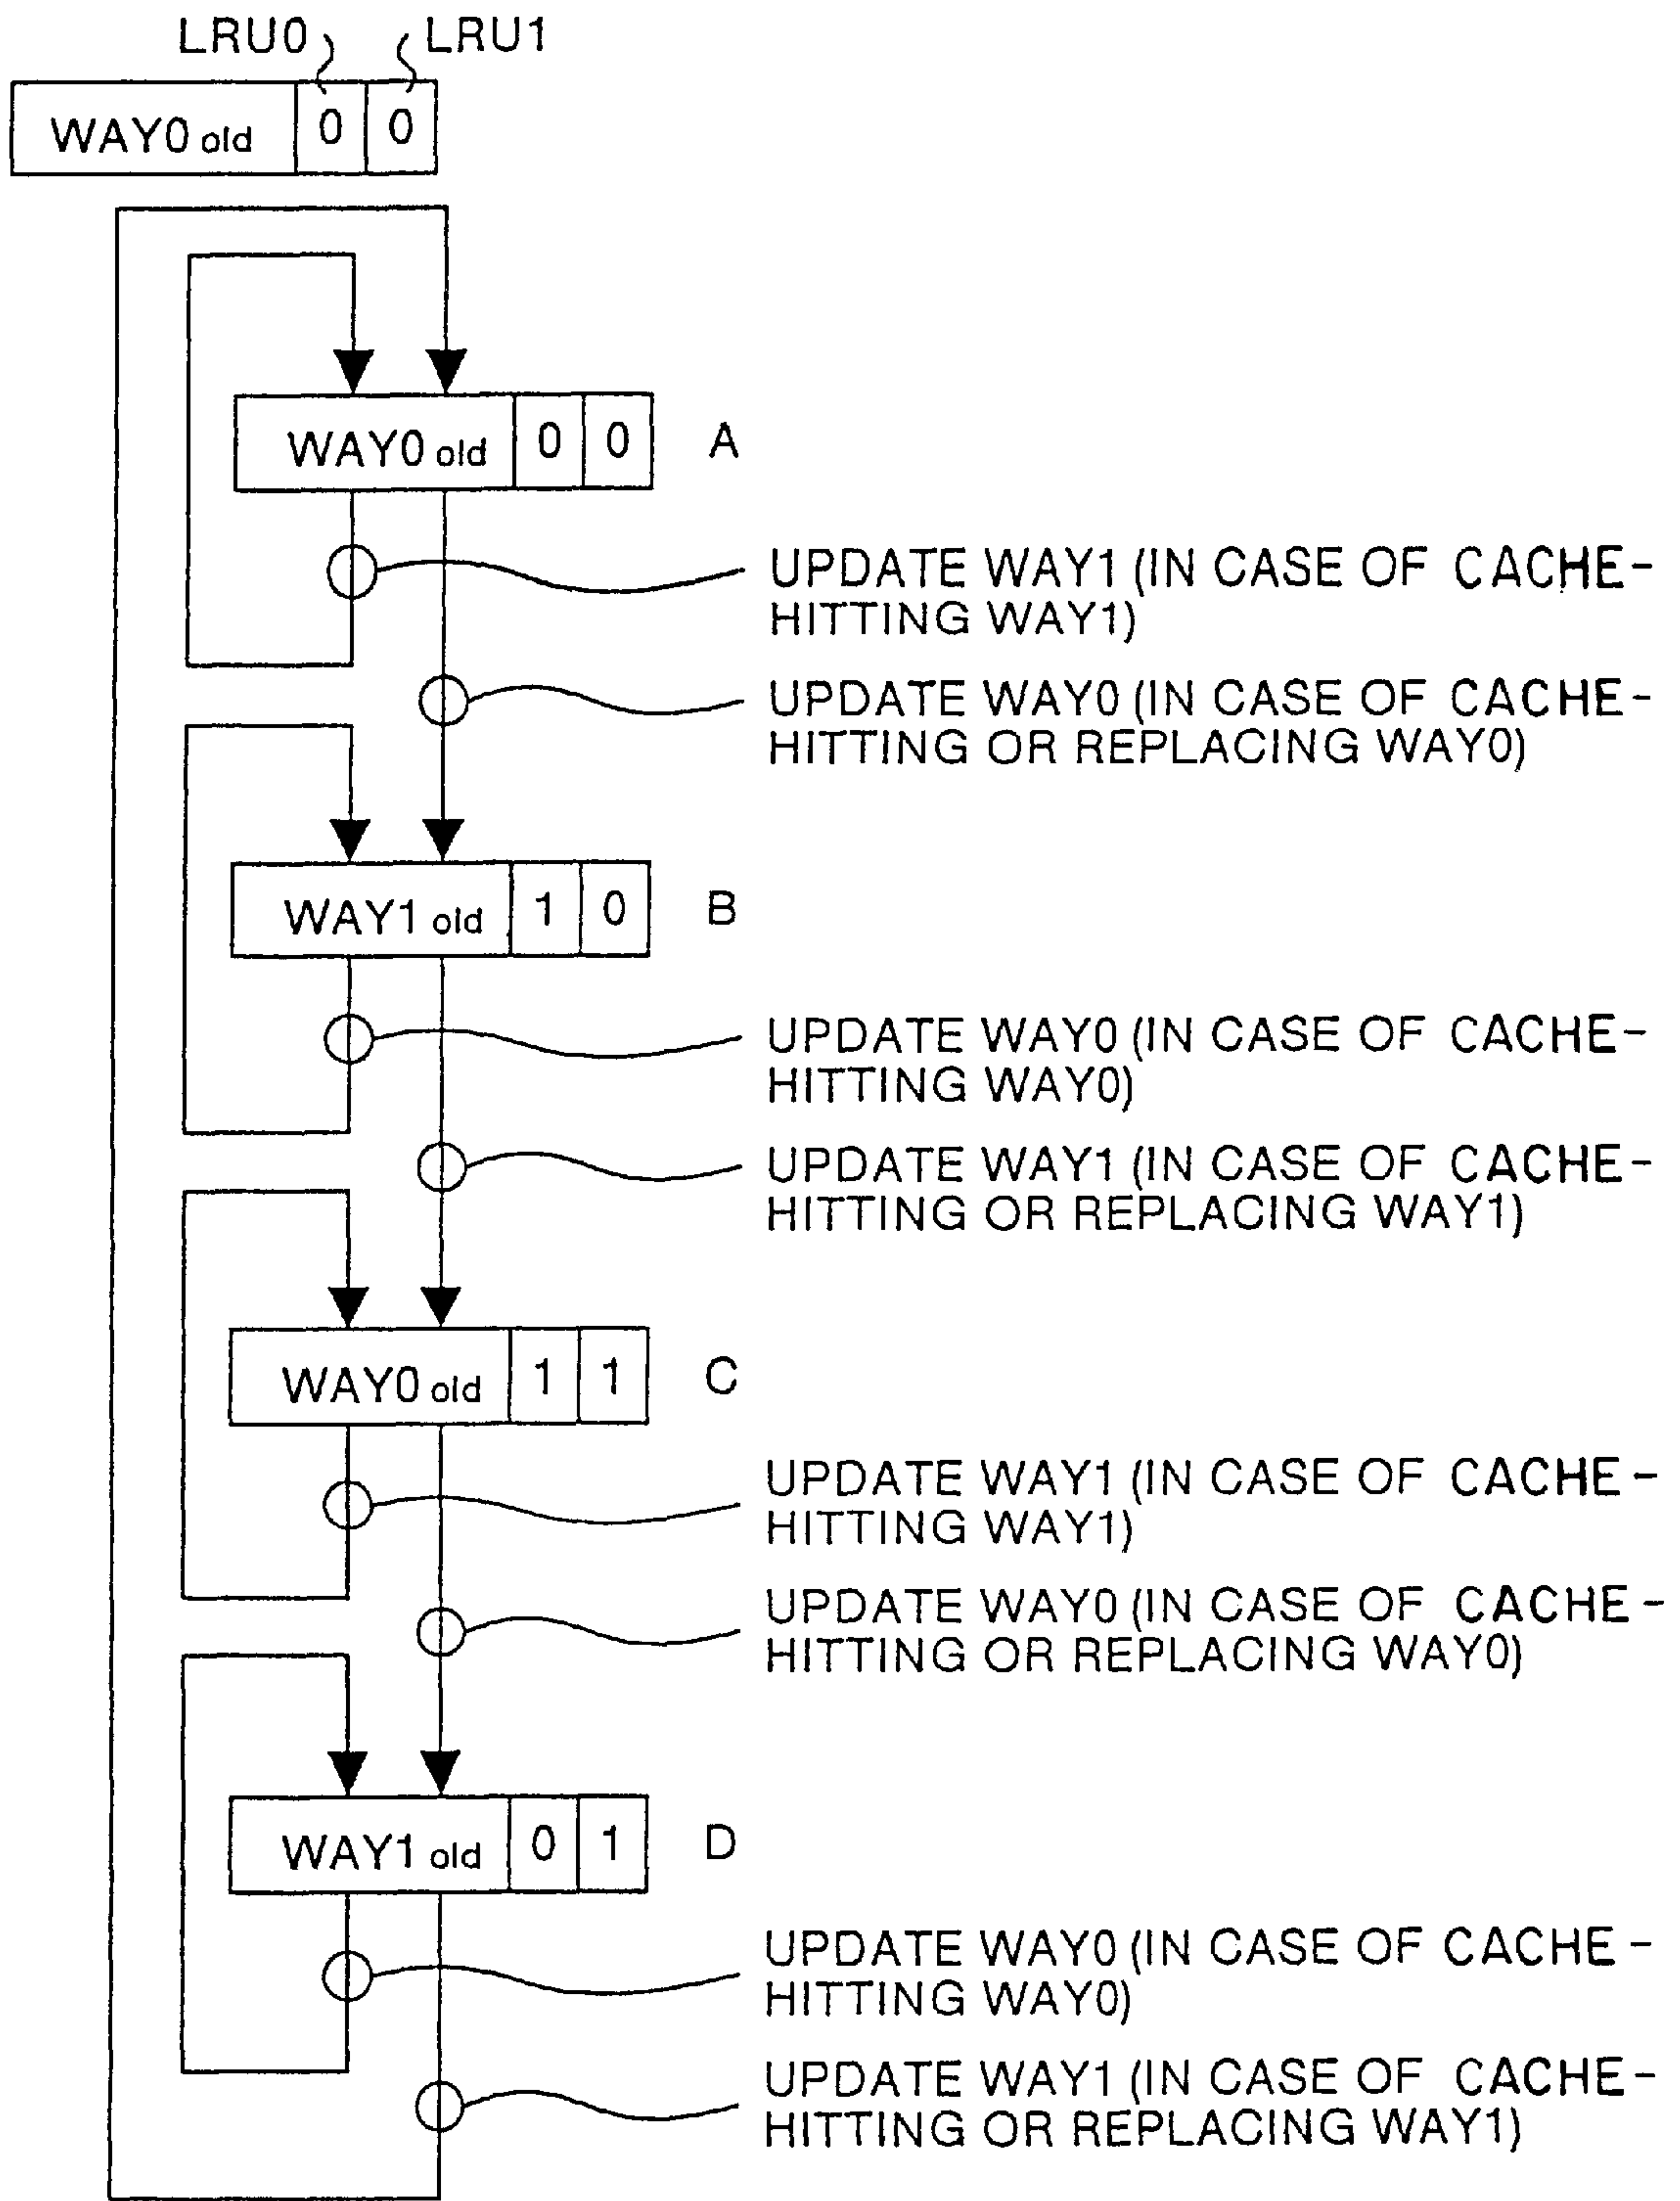 LRU0 LRU1
WAY0 old 0 0
WAY0 old 0 0 A
UPDATE WAY1 (IN CASE OF CACHE-
HITTING WAY1)
UPDATE WAY0 (IN CASE OF CACHE-
HITTING OR REPLACING WAY0)
WAY1 old 1 0 B
UPDATE WAY0 (IN CASE OF CACHE-
HITTING WAY0)
UPDATE WAY1 (IN CASE OF CACHE-
HITTING OR REPLACING WAY1)
WAY0 old 1 1 C
UPDATE WAY1 (IN CASE OF CACHE-
HITTING WAY1)
UPDATE WAY0 (IN CASE OF CACHE-
HITTING OR REPLACING WAY0)
WAY1 old 0 1 D
UPDATE WAY0 (IN CASE OF CACHE-
HITTING WAY0)
UPDATE WAY1 (IN CASE OF CACHE-
HITTING OR REPLACING WAY1)